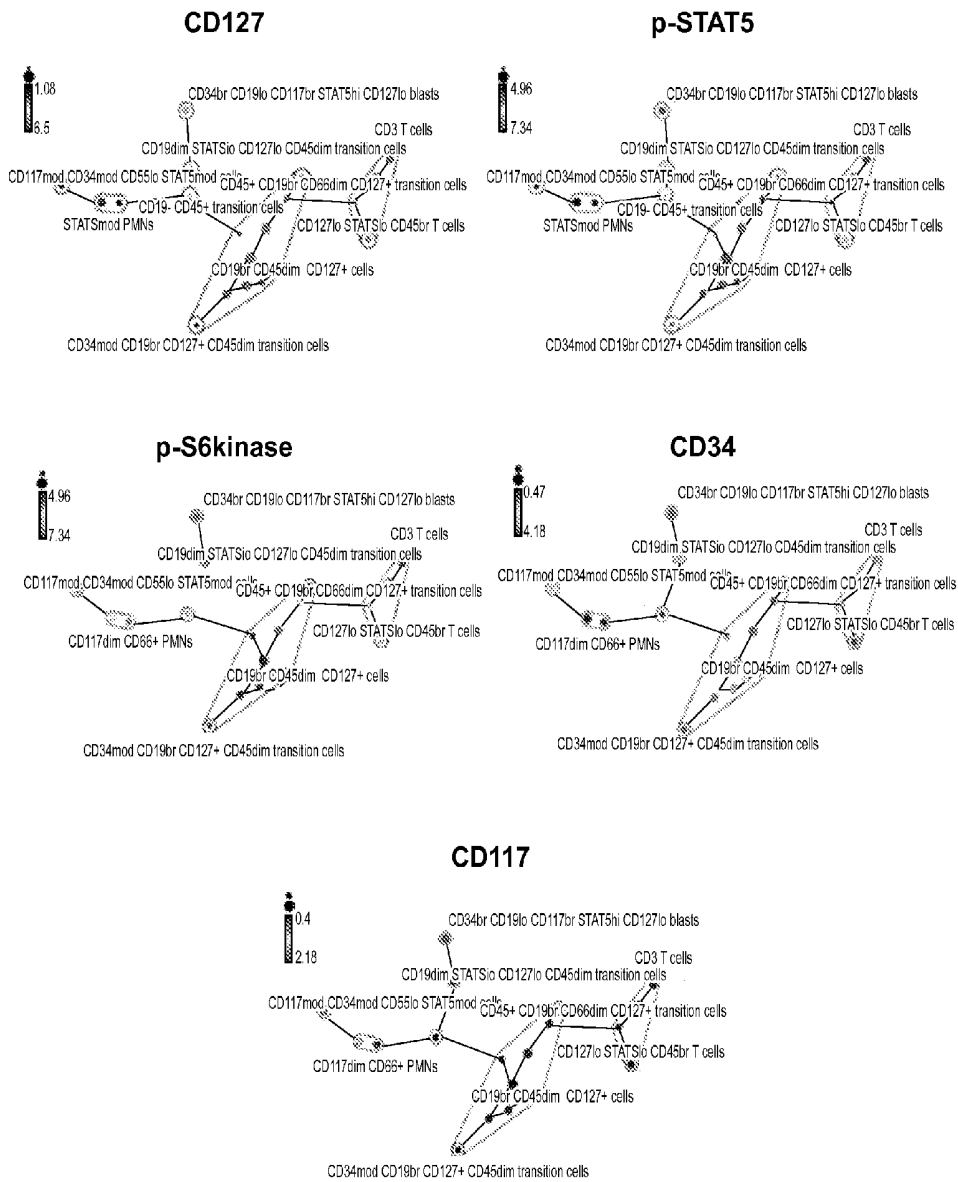 CD127
p-STAT5
1.08
6.5
CD34br CD19lo CD117br STAT5hi CD127lo blasts
CD3 T cells
CD19dim STATSio CD127lo CD45dim transition cells
CD117mod CD34mod CD55lo STAT5mod cells
CD45+ CD19br CD66dim CD127+ transition cells
CD19- CD45+ transition cells
STATSmod PMNs
CD127lo STATSlo CD45br T cells
CD19br CD45dim CD127+ cells
CD34mod CD19br CD127+ CD45dim transition cells
4.96
7.34
CD34br CD19lo CD117br STAT5hi CD127lo blasts
CD3 T cells
CD19dim STATSio CD127lo CD45dim transition cells
CD117mod CD34mod CD55lo STAT5mod cells
CD45+ CD19br CD66dim CD127+ transition cells
CD19- CD45+ transition cells
STATSmod PMNs
CD127lo STATSlo CD45br T cells
CD19br CD45dim CD127+ cells
CD34mod CD19br CD127+ CD45dim transition cells
p-S6kinase
CD34
4.96
7.34
CD34br CD19lo CD117br STAT5hi CD127lo blasts
CD3 T cells
CD19dim STATSio CD127lo CD45dim transition cells
CD117mod CD34mod CD55lo STAT5mod cells
CD45+ CD19br CD66dim CD127+ transition cells
CD127lo STATSlo CD45br T cells
CD117dim CD66+ PMNs
CD19br CD45dim CD127+ cells
CD34mod CD19br CD127+ CD45dim transition cells
0.47
4.18
CD34br CD19lo CD117br STAT5hi CD127lo blasts
CD3 T cells
CD19dim STATSio CD127lo CD45dim transition cells
CD117mod CD34mod CD55lo STAT5mod cells
CD45+ CD19br CD66dim CD127+ transition cells
CD127lo STATSlo CD45br T cells
CD117dim CD66+ PMNs
CD19br CD45dim CD127+ cells
CD34mod CD19br CD127+ CD45dim transition cells
CD117
0.4
2.18
CD34br CD19lo CD117br STAT5hi CD127lo blasts
CD3 T cells
CD19dim STATSio CD127lo CD45dim transition cells
CD117mod CD34mod CD55lo STAT5mod cells
CD45+ CD19br CD66dim CD127+ transition cells
CD127lo STATSlo CD45br T cells
CD117dim CD66+ PMNs
CD19br CD45dim CD127+ cells
CD34mod CD19br CD127+ CD45dim transition cells